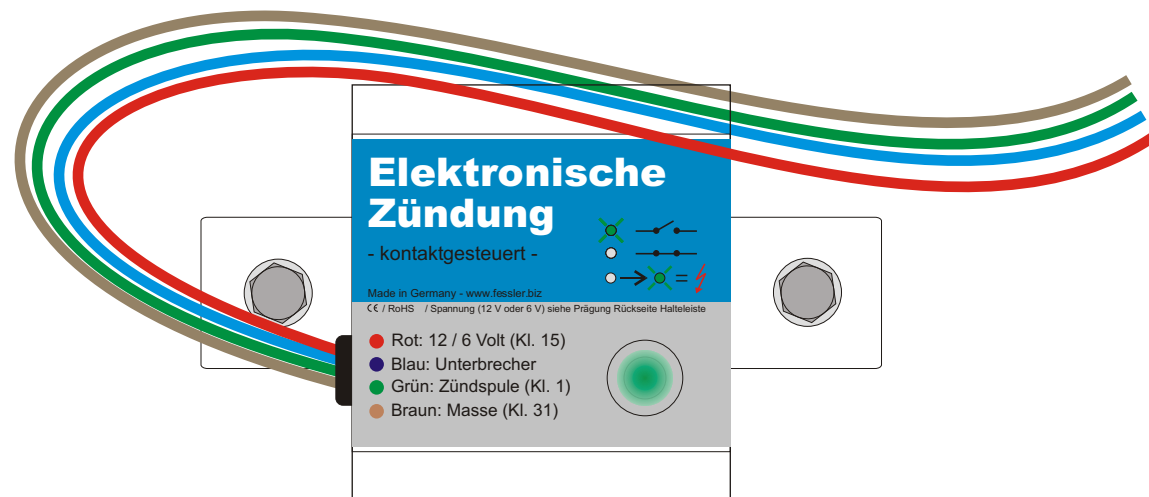 Elektronische
Zündung
- kontaktgesteuert -
Made in Germany - www.fessler.biz
CE / RoHS / Spannung (12 V oder 6 V) siehe Prägung Rückseite Halteleiste
Rot: 12 / 6 Volt (Kl. 15)
Blau: Unterbrecher
Grün: Zündspule (Kl. 1)
Braun: Masse (Kl. 31)